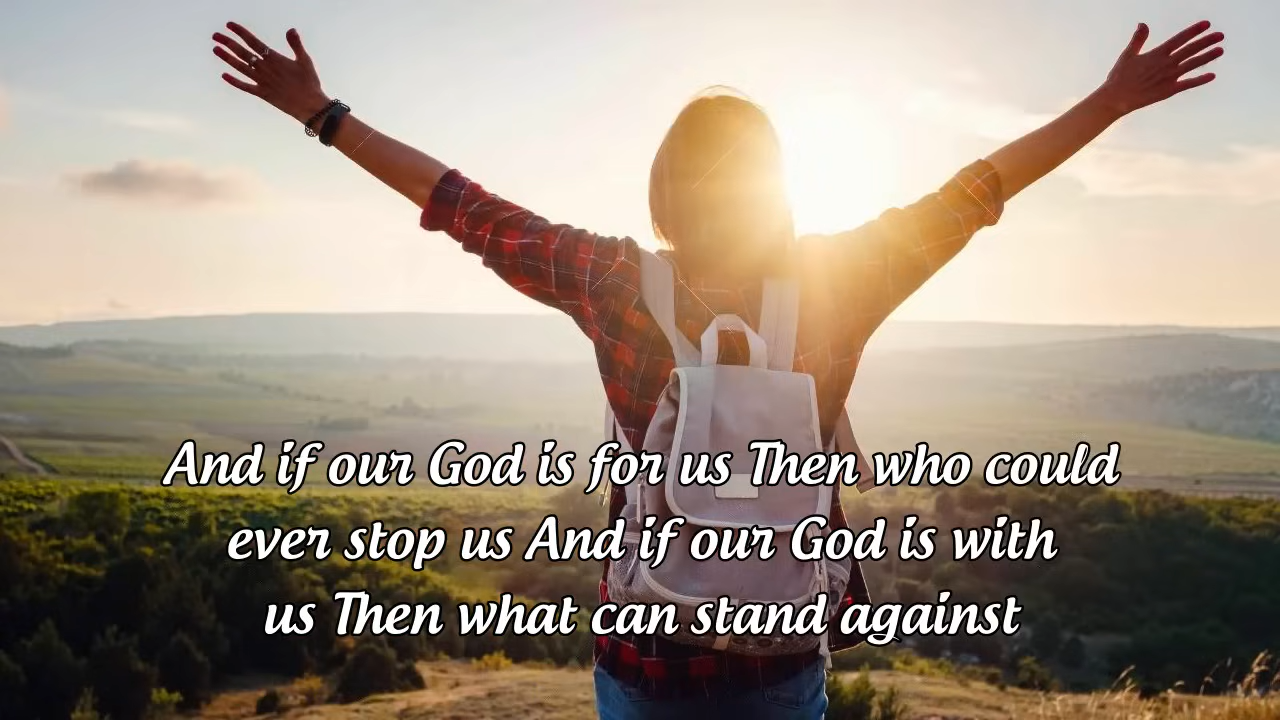 And if our God is for us Then who could
ever stop us And if our God is with
us Then what can stand against